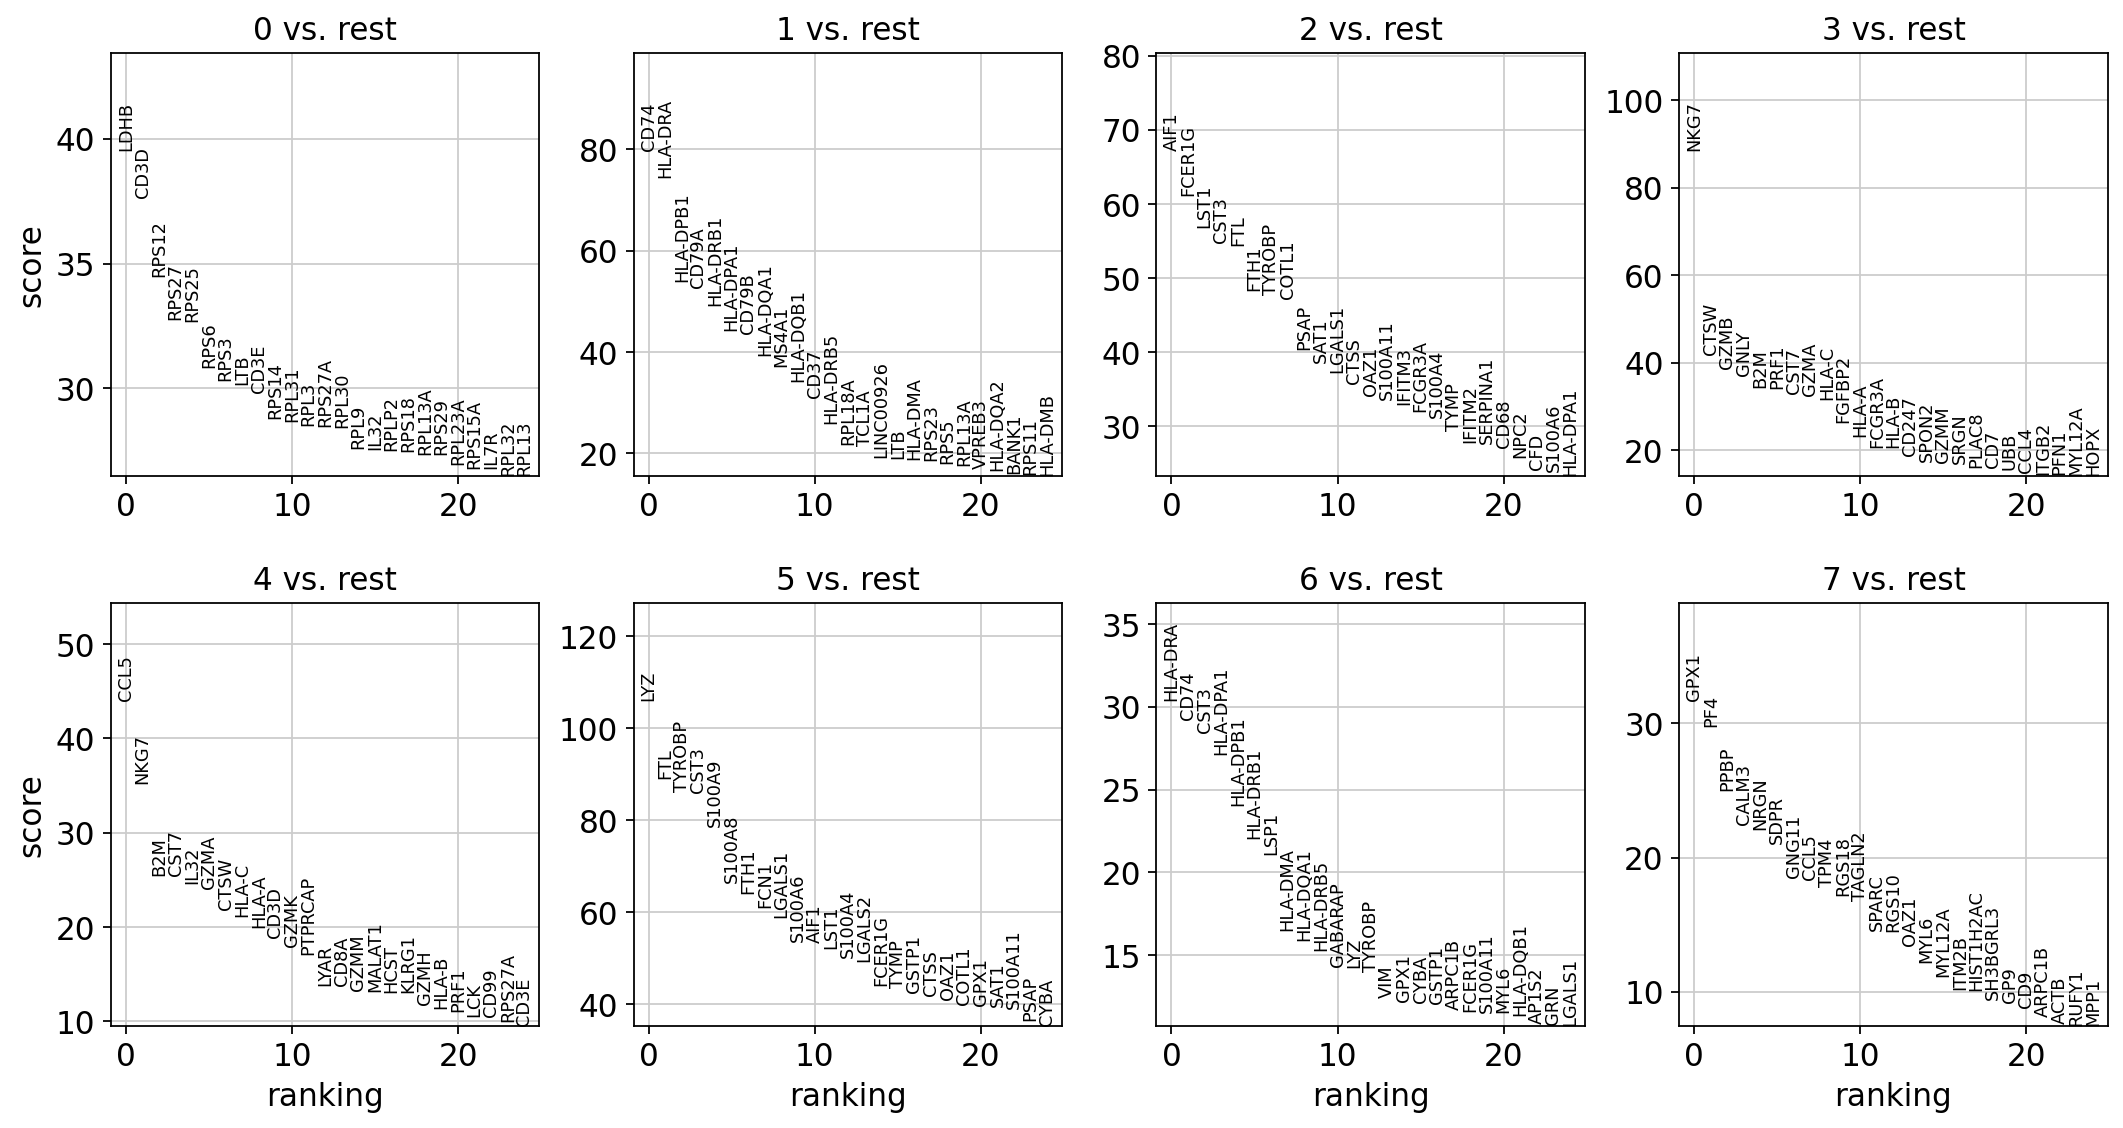 0 vs. rest
1 vs. rest
2 vs. rest
3 vs. rest
score
40
35
30
LDHB
CD3D
RPS12
RPS27
RPS25
RPS6
RPS3
LTB
CD3E
RPS14
RPL31
RPL3
RPS27A
RPL30
RPL9
IL32
RPLP2
RPS18
RPL13A
RPS29
RPL23A
RPS15A
IL7R
RPL32
RPL13
0 10 20
80
60
40
20
CD74
HLA-DRA
HLA-DPB1
CD79A
HLA-DRB1
HLA-DPA1
CD79B
HLA-DQA1
MS4A1
HLA-DQB1
CD37
HLA-DRB5
RPL18A
TCL1A
LINC00926
LTB
HLA-DMA
RPS23
RPS5
RPL13A
VPREB3
HLA-DQA2
BANK1
RPS11
HLA-DMB
0 10 20
80
70
60
50
40
30
AIF1
FCER1G
LST1
CST3
FTL
FTH1
TYROBP
COTL1
PSAP
SAT1
LGALS1
CTSS
OAZ1
S100A11
IFITM3
FCGR3A
S100A4
TYMP
IFITM2
SERPINA1
CD68
NPC2
CFD
S100A6
HLA-DPA1
0 10 20
100
80
60
40
20
NKG7
CTSW
GZMB
GNLY
B2M
PRF1
CST7
GZMA
HLA-C
FGFBP2
HLA-A
FCGR3A
HLA-B
CD247
SPON2
GZMM
SRGN
PLAC8
CD7
UBB
CCL4
ITGB2
PFN1
MYL12A
HOPX
0 10 20
4 vs. rest
5 vs. rest
6 vs. rest
7 vs. rest
score
50
40
30
20
10
CCL5
NKG7
B2M
CST7
IL32
GZMA
CTSW
HLA-C
HLA-A
CD3D
GZMK
PTPRCAP
LYAR
CD8A
GZMM
MALAT1
HCST
KLRG1
GZMH
HLA-B
PRF1
LCK
CD99
RPS27A
CD3E
0 10 20
ranking
120
100
80
60
40
LYZ
FTL
TYROBP
CST3
S100A9
S100A8
FTH1
FCN1
LGALS1
S100A6
AIF1
LST1
S100A4
LGALS2
FCER1G
TYMP
GSTP1
CTSS
OAZ1
COTL1
GPX1
SAT1
S100A11
PSAP
CYBA
0 10 20
ranking
35
30
25
20
15
HLA-DRA
CD74
CST3
HLA-DPA1
HLA-DPB1
HLA-DRB1
LSP1
HLA-DMA
HLA-DQA1
HLA-DRB5
GABARAP
LYZ
TYROBP
VIM
GPX1
CYBA
GSTP1
ARPC1B
FCER1G
S100A11
MYL6
HLA-DQB1
AP1S2
GRN
LGALS1
0 10 20
ranking
30
20
10
GPX1
PF4
PPBP
CALM3
NRGN
SDPR
GNG11
CCL5
TPM4
RGS18
TAGLN2
SPARC
RGS10
OAZ1
MYL6
MYL12A
ITM2B
HIST1H2AC
SH3BGRL3
GP9
CD9
ARPC1B
ACTB
RUFY1
MPP1
0 10 20
ranking